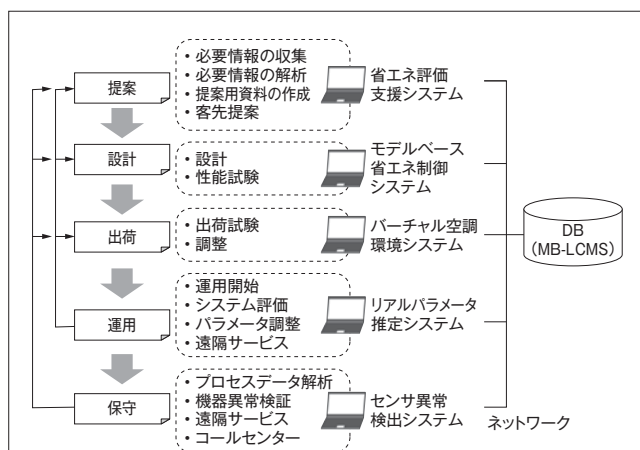 提案
・必要情報の収集
・必要情報の解析
・提案用資料の作成
・客先提案
省エネ評価
支援システム
設計
・設計
・性能試験
モデルベース
省エネ制御
システム
出荷
・出荷試験
・調整
バーチャル空調
環境システム
DB
(MB-LCMS)
運用
・運用開始
・システム評価
・パラメータ調整
・遠隔サービス
リアルパラメータ
推定システム
保守
・プロセスデータ解析
・機器異常検証
・遠隔サービス
・コールセンター
センサ異常
検出システム
ネットワーク